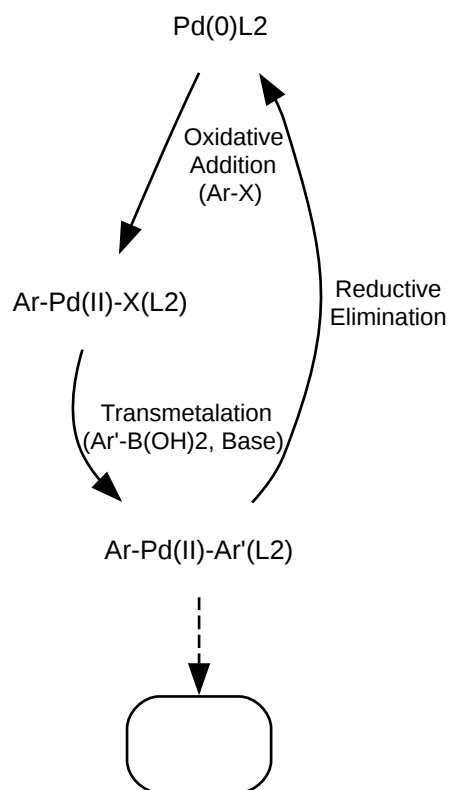 Pd(0)L2
Oxidative
Addition
(Ar-X)
Ar-Pd(II)-X(L2)
Reductive
Elimination
Transmetalation
(Ar'-B(OH)2, Base)
Ar-Pd(II)-Ar'(L2)